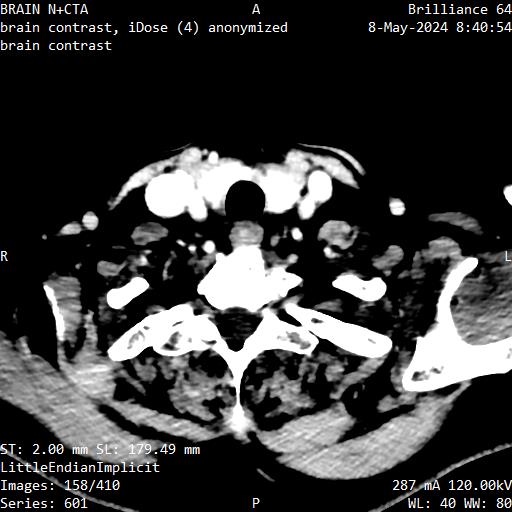 BRAIN N+CTA
A
Brilliance 64
brain contrast, iDose (4) anonymized
8-May-2024 8:40:54
brain contrast
R
L
ST: 2.00 mm SL: 179.49 mm
LittleEndianImplicit
Images: 158/410
287 mA 120.00kV
Series: 601
P
WL: 40 WW: 80